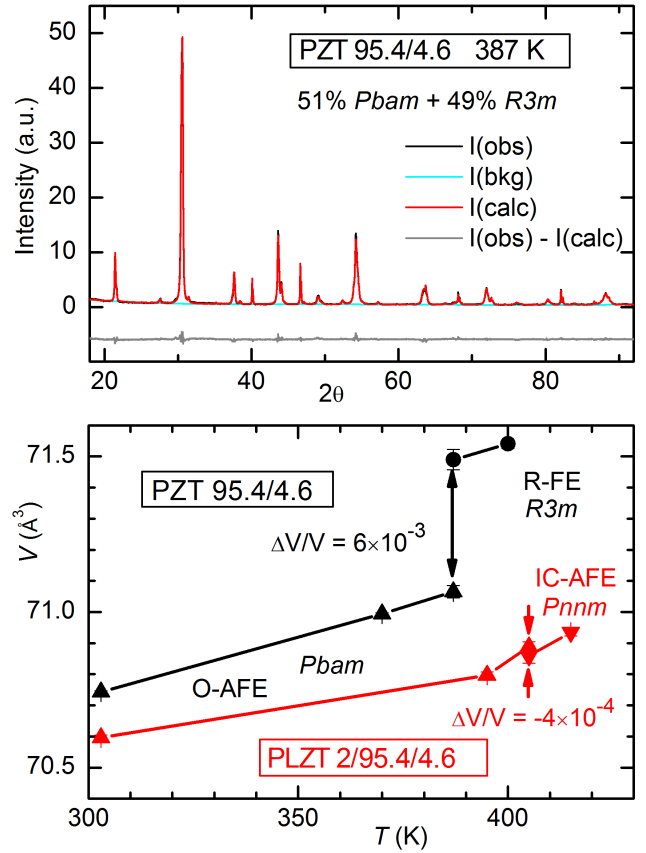 50
40
30
20
10
0
Intensity (a.u.)
PZT 95.4/4.6 387 K
51% Pbam + 49% R3m
I(obs)
I(bkg)
I(calc)
I(obs) - I(calc)
20
40
60
80
2θ
71.5
71.0
70.5
V (Å³)
PZT 95.4/4.6
R-FE
R3m
ΔV/V = 6×10⁻³
IC-AFE
Pnnm
Pbam
O-AFE
ΔV/V = -4×10⁻⁴
PLZT 2/95.4/4.6
300
350
400
T (K)